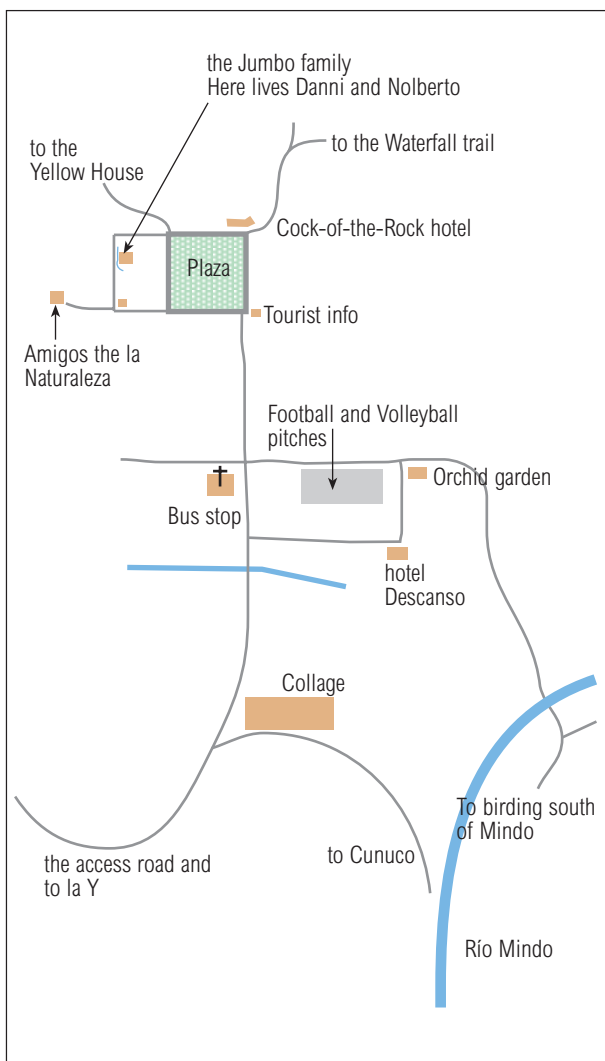 the Jumbo family
Here lives Danni and Nolberto
to the
Yellow House
to the Waterfall trail
Cock-of-the-Rock hotel
Plaza
Tourist info
Amigos the la
Naturaleza
Football and Volleyball
pitches
Orchid garden
Bus stop
hotel
Descanso
Collage
To birding south
of Mindo
to Cunuco
the access road and
to la Y
Río Mindo